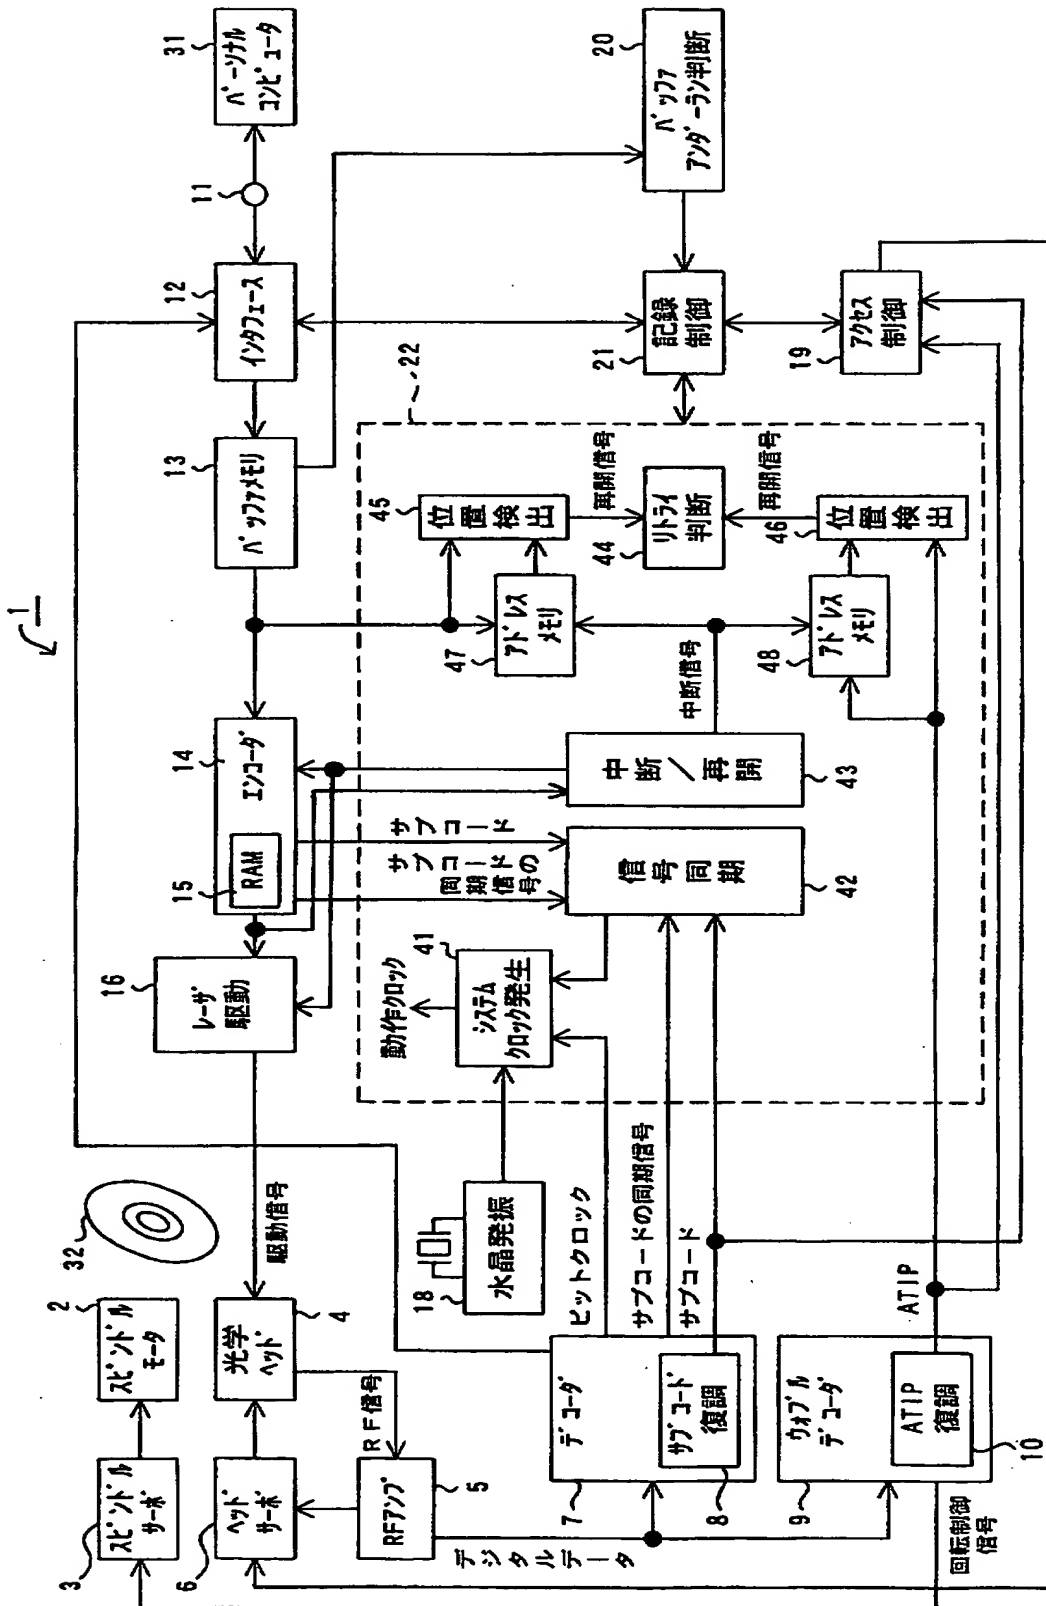 1
32
スピンドル
サーボ
3
スピンドル
モータ
2
ヘッド
サーボ
6
光学
ヘッド
4
駆動信号
レーザ
駆動
16
エンコーダ
14
RAM
15
バッファメモリ
13
インタフェース
12
11
パーソナル
コンピュータ
31
RFアンプ
5
RF信号
デジタルデータ
水晶発振
18
動作クロック
システム
クロック発生
41
サブコード
サブコード
同期信号の
信号同期
42
中断/再開
43
中断信号
アドレス
メモリ
47
位置検出
45
再開信号
リトライ
判断
44
再開信号
位置検出
46
アドレス
メモリ
48
22
記録
制御
21
バッファ
アンダーラン判断
20
アクセス
制御
19
デコーダ
7
サブコード
復調
8
ビットクロック
サブコードの同期信号
サブコード
ウォブル
デコーダ
9
ATIP
復調
10
ATIP
回転制御
信号